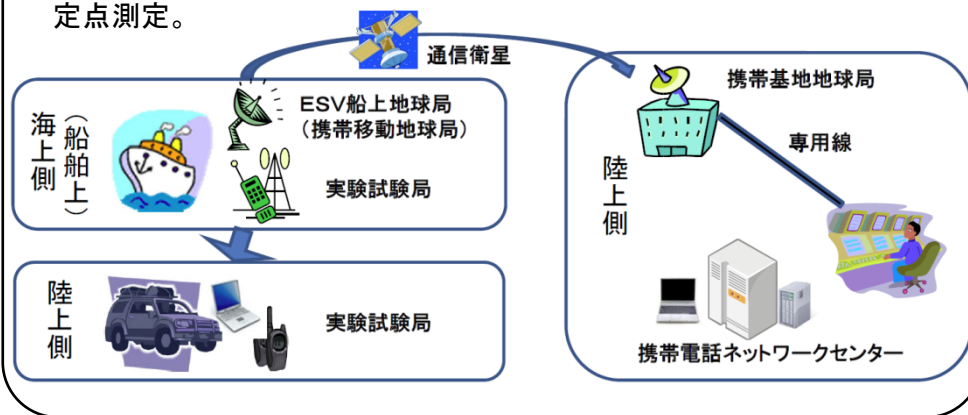 定点測定。
通信衛星
海上側
（船舶上）
ESV船上地球局
（携帯移動地球局）
実験試験局
陸上側
実験試験局
携帯基地地球局
専用線
陸上側
携帯電話ネットワークセンター